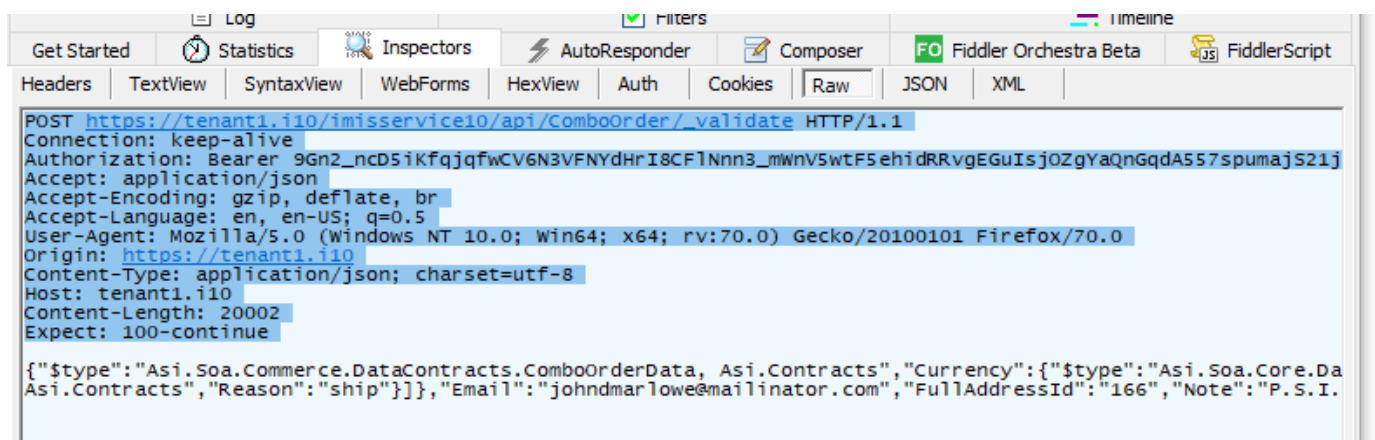 Log Filters Timeline
Get Started Statistics Inspectors AutoResponder Composer FO Fiddler Orchestra Beta JS FiddlerScript
Headers TextView SyntaxView WebForms HexView Auth Cookies Raw JSON XML
POST https://tenant1.i10/imisservice10/api/ComboOrder/_validate HTTP/1.1
Connection: keep-alive
Authorization: Bearer 9Gn2_ncD5iKfqjqfwCV6N3VFNYdHrI8CFlNnn3_mWnV5wtF5ehidRRvgEGuIsjOZgYaQnGqdA557spumajS21j
Accept: application/json
Accept-Encoding: gzip, deflate, br
Accept-Language: en, en-US; q=0.5
User-Agent: Mozilla/5.0 (Windows NT 10.0; Win64; x64; rv:70.0) Gecko/20100101 Firefox/70.0
Origin: https://tenant1.i10
Content-Type: application/json; charset=utf-8
Host: tenant1.i10
Content-Length: 20002
Expect: 100-continue
{"$type":"Asi.Soa.Commerce.DataContracts.ComboOrderData, Asi.Contracts","Currency":{"$type":"Asi.Soa.Core.Da
Asi.Contracts","Reason":"ship"}]},"Email":"johndmarlowe@mailinator.com","FullAddressId":"166","Note":"P.S.I.